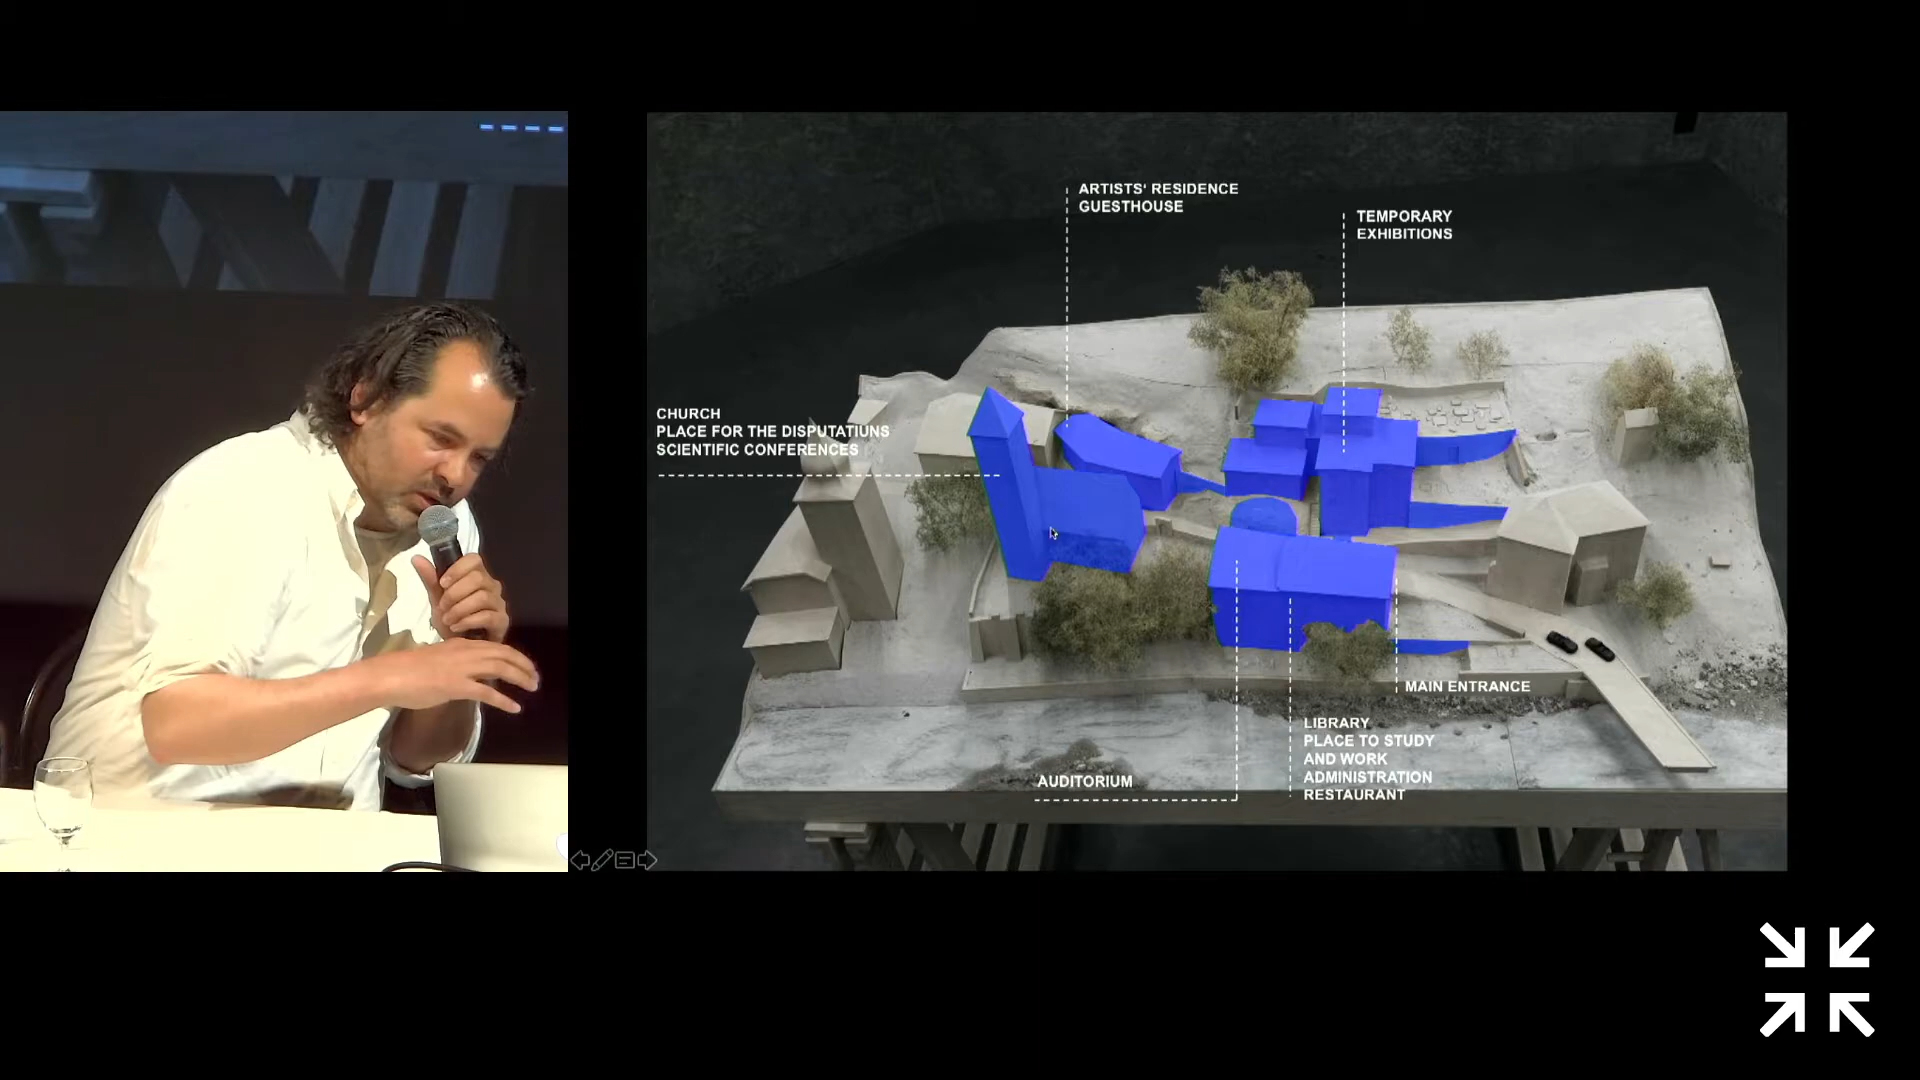 ARTISTS' RESIDENCE
GUESTHOUSE
TEMPORARY
EXHIBITIONS
CHURCH
PLACE FOR THE DISPUTATIUNS
SCIENTIFIC CONFERENCES
MAIN ENTRANCE
LIBRARY
PLACE TO STUDY
AND WORK
ADMINISTRATION
RESTAURANT
AUDITORIUM